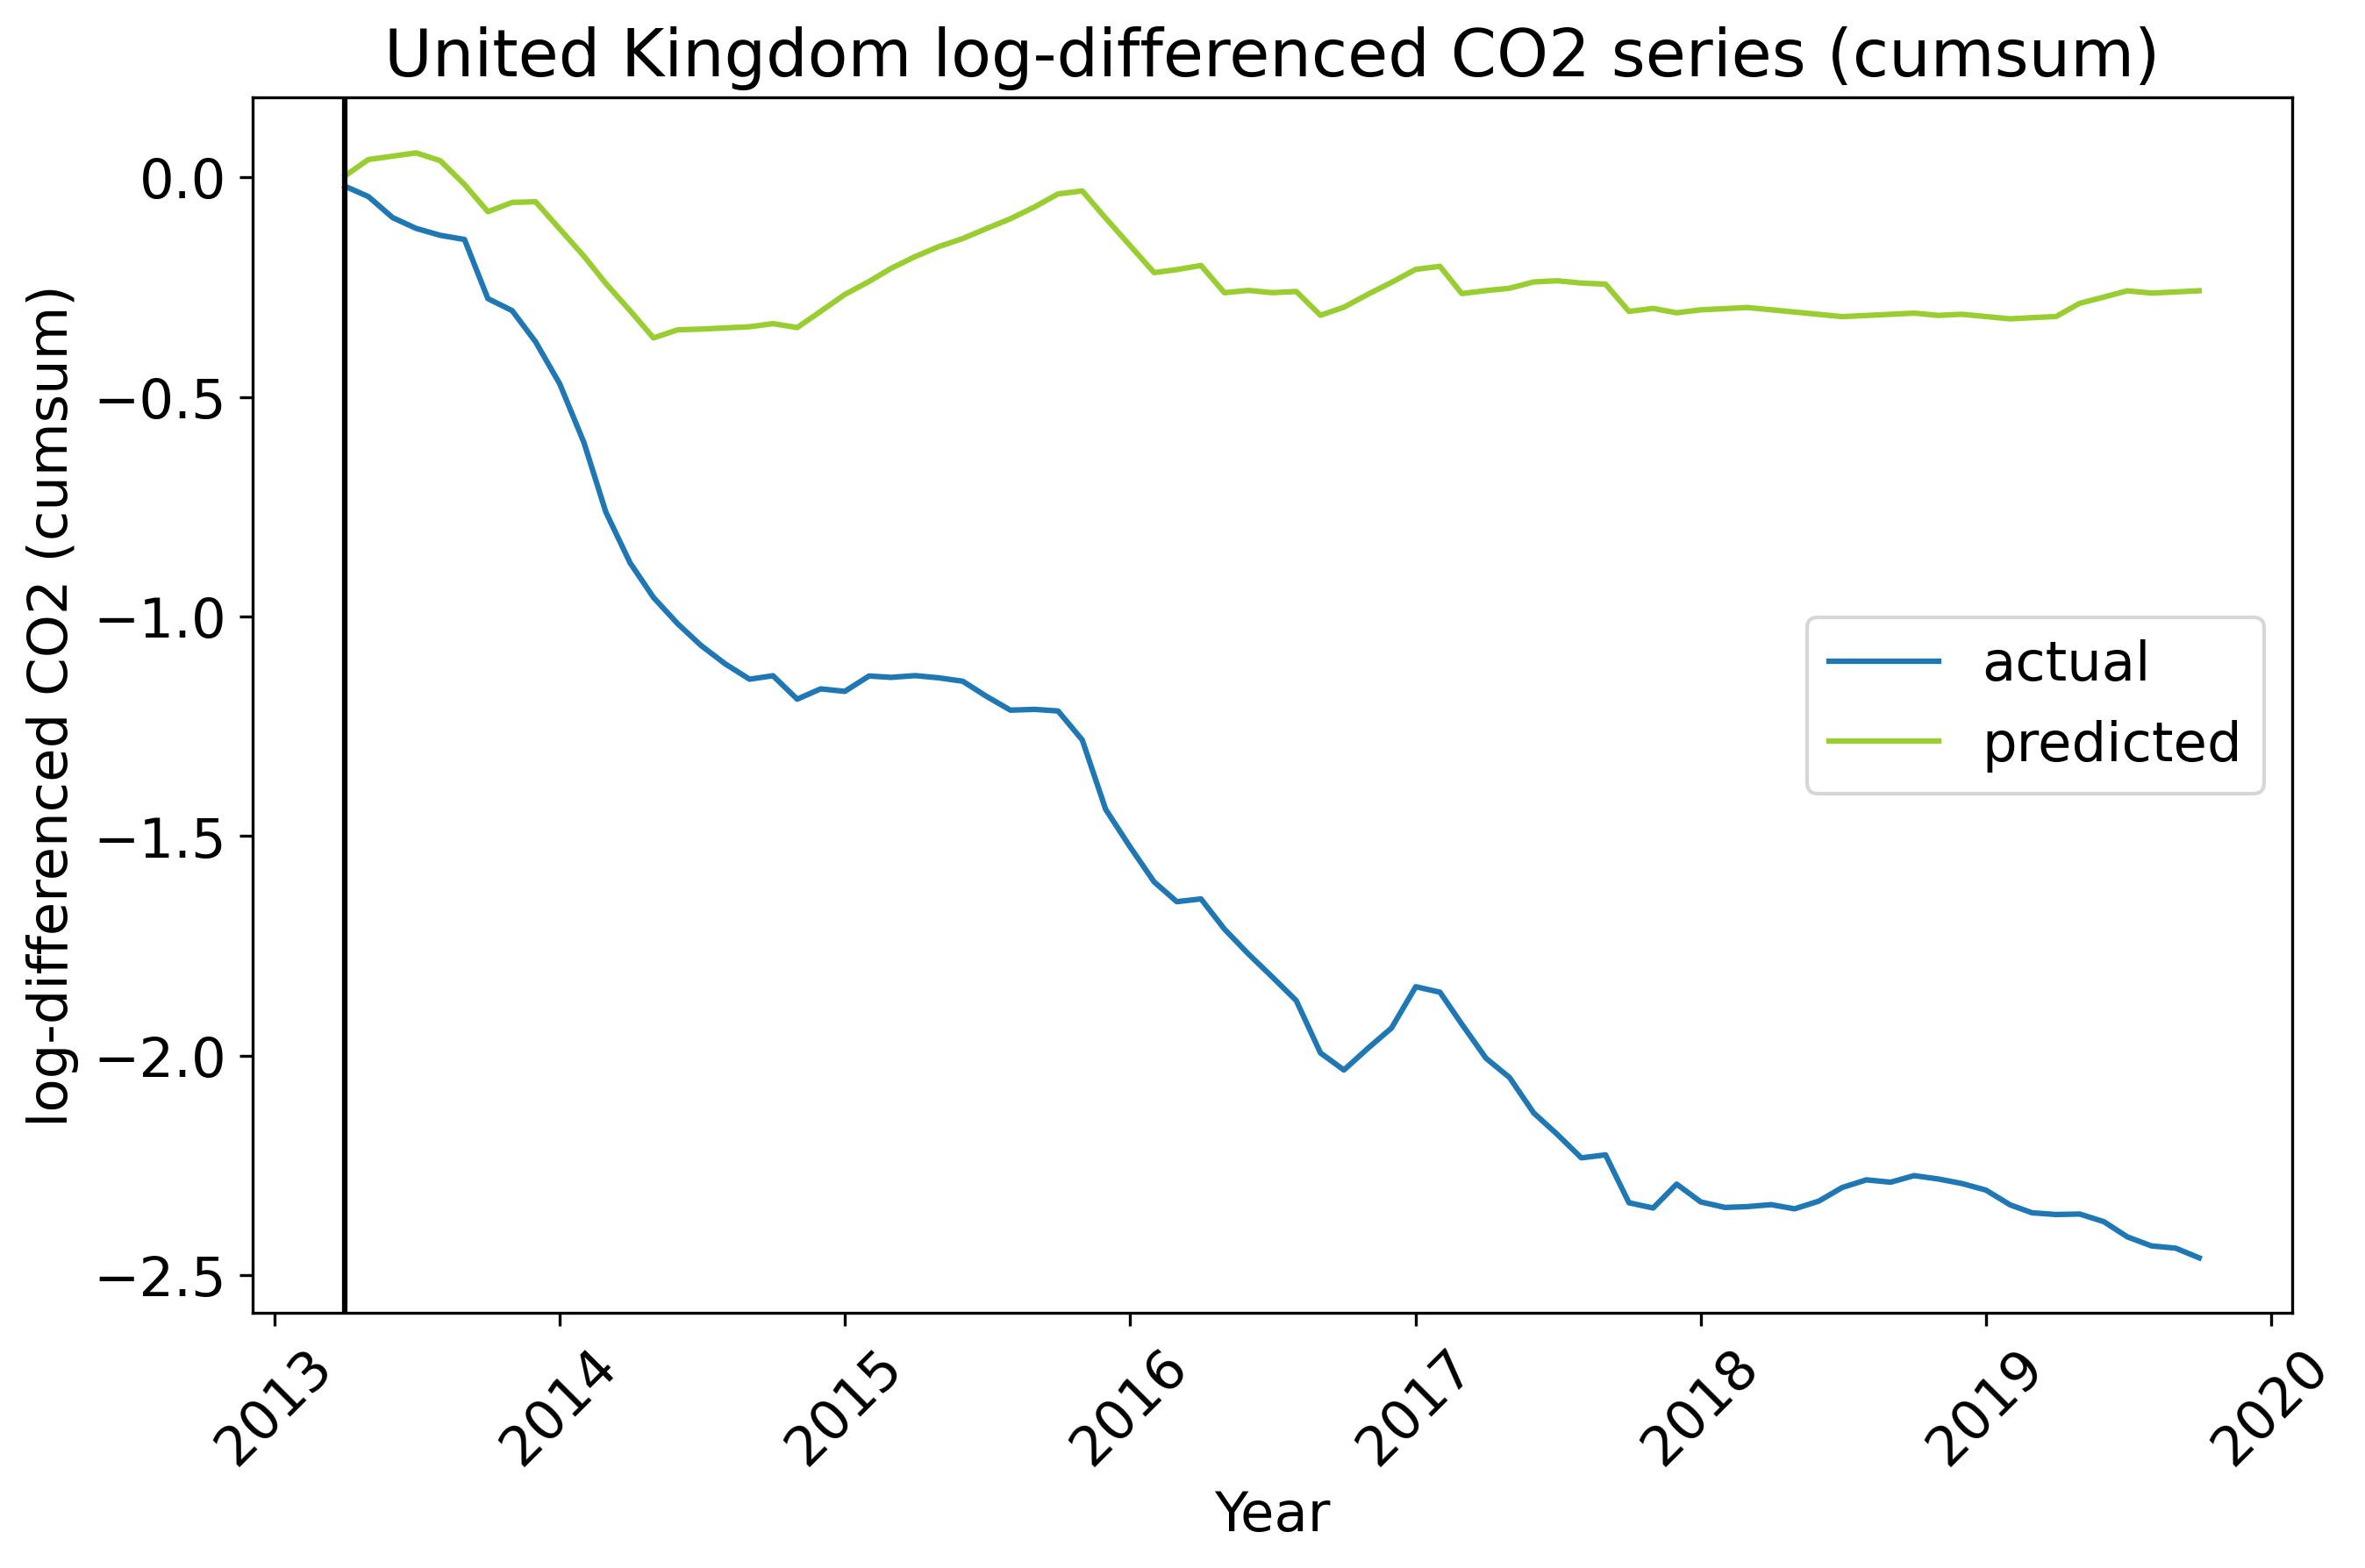 United Kingdom log-differenced CO2 series (cumsum)
log-differenced CO2 (cumsum)
0.0
−0.5
−1.0
−1.5
−2.0
−2.5
actual
predicted
2013
2014
2015
2016
2017
2018
2019
2020
Year